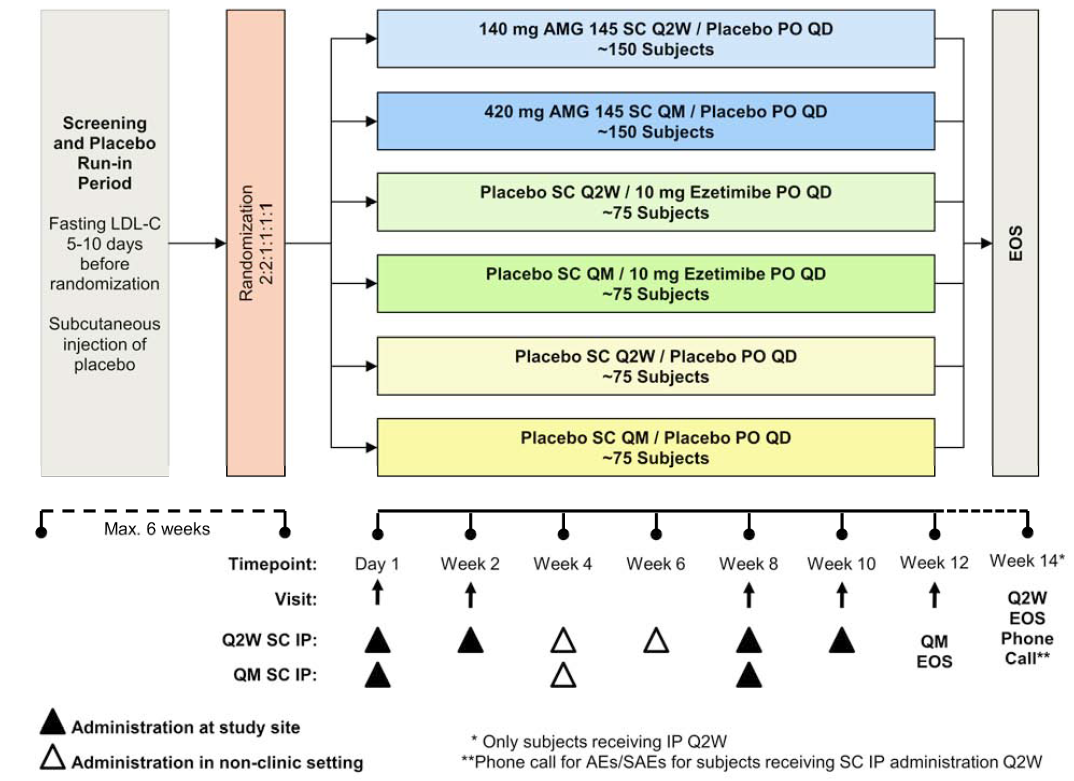 Screening
and Placebo
Run-in
Period
Fasting LDL-C
5-10 days
before
randomization
Subcutaneous
injection of
placebo
Randomization
2:2:1:1:1:1
140 mg AMG 145 SC Q2W / Placebo PO QD
~150 Subjects
420 mg AMG 145 SC QM / Placebo PO QD
~150 Subjects
Placebo SC Q2W / 10 mg Ezetimibe PO QD
~75 Subjects
Placebo SC QM / 10 mg Ezetimibe PO QD
~75 Subjects
Placebo SC Q2W / Placebo PO QD
~75 Subjects
Placebo SC QM / Placebo PO QD
~75 Subjects
EOS
Max. 6 weeks
Timepoint: Day 1 Week 2 Week 4 Week 6 Week 8 Week 10 Week 12 Week 14*
Visit:
Q2W SC IP:
QM SC IP:
QM
EOS
Q2W
EOS
Phone
Call**
Administration at study site
Administration in non-clinic setting
* Only subjects receiving IP Q2W
**Phone call for AEs/SAEs for subjects receiving SC IP administration Q2W